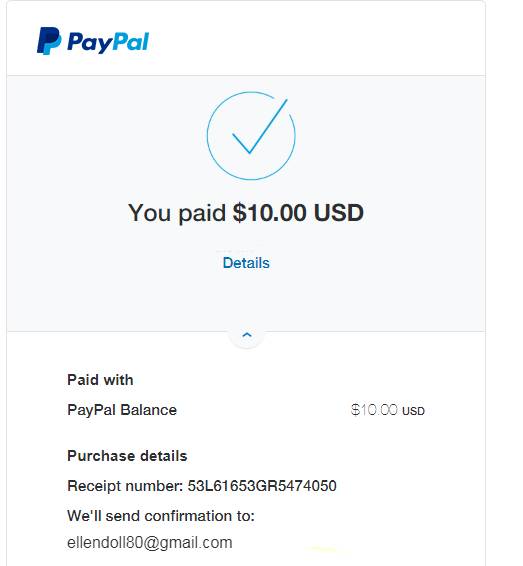 PayPal
You paid $10.00 USD
Details
Paid with
PayPal Balance $10.00 USD
Purchase details
Receipt number: 53L61653GR5474050
We'll send confirmation to:
ellendoll80@gmail.com